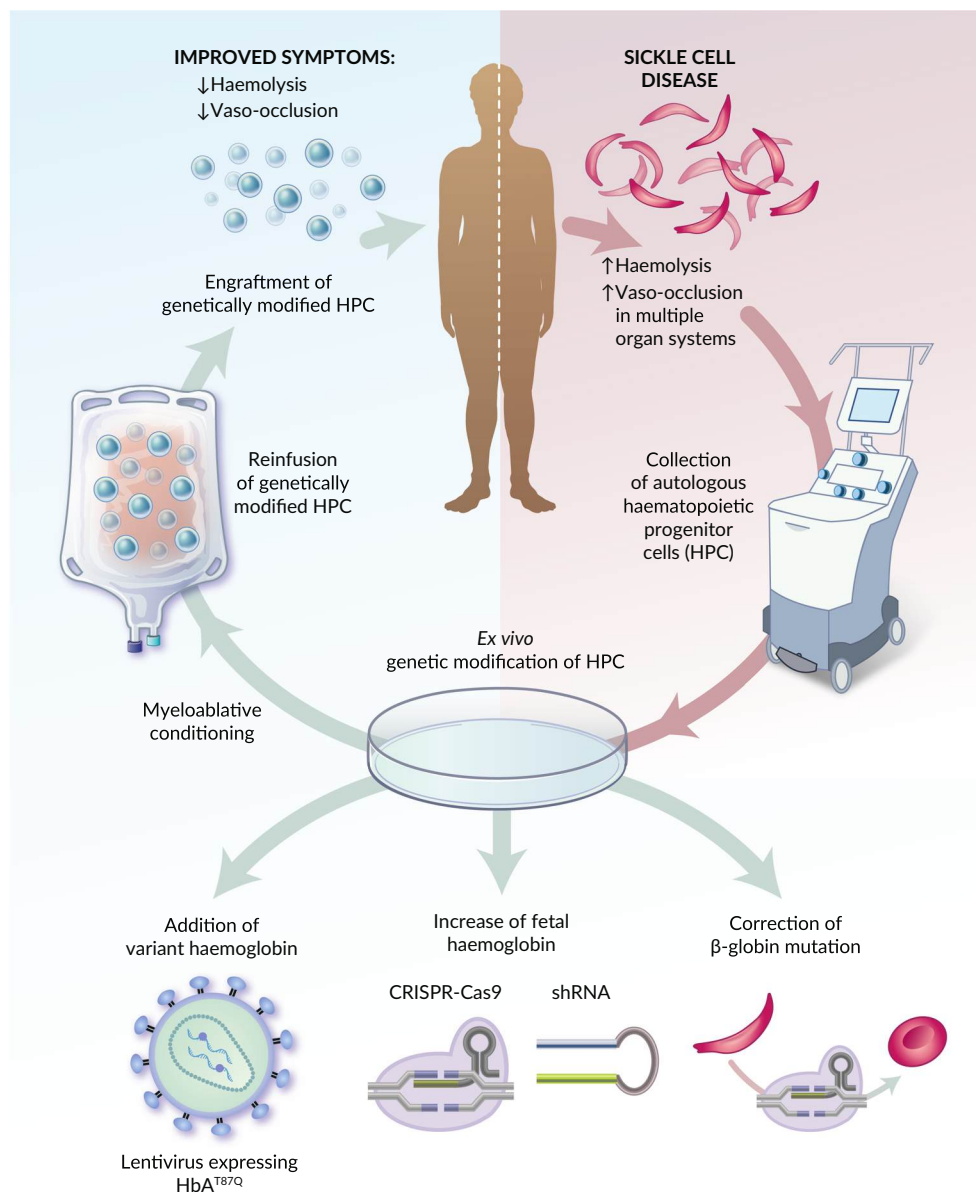 IMPROVED SYMPTOMS:
↓Haemolysis
↓Vaso-occlusion
SICKLE CELL
DISEASE
↑Haemolysis
↑Vaso-occlusion
in multiple
organ systems
Engraftment of
genetically modified HPC
Reinfusion
of genetically
modified HPC
Collection
of autologous
haematopoietic
progenitor
cells (HPC)
Ex vivo
genetic modification of HPC
Myeloablative
conditioning
Addition of
variant haemoglobin
Increase of fetal
haemoglobin
Correction of
β-globin mutation
CRISPR-Cas9
shRNA
Lentivirus expressing
HbAᵀ⁸⁷Q